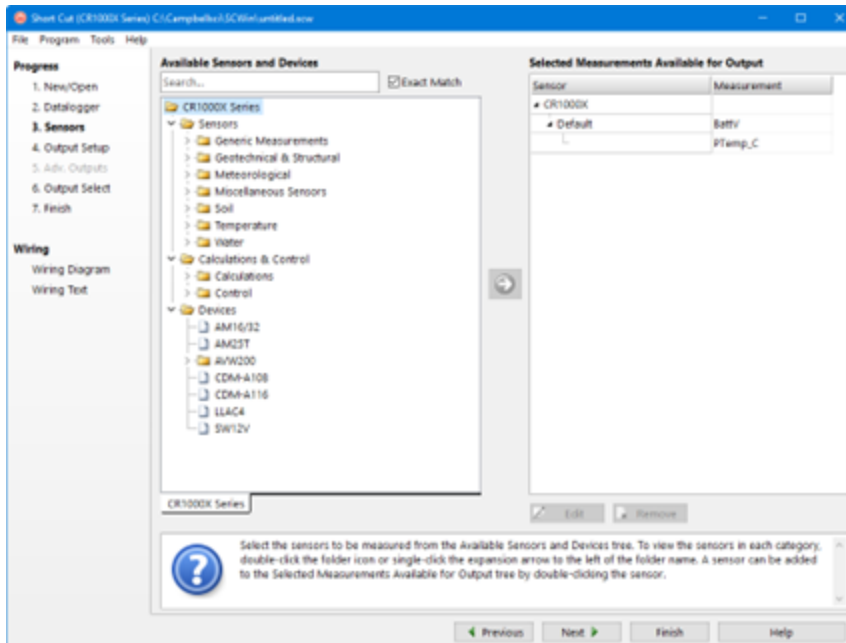 Short Cut (CR1000X Series) C:\Campbellsci\SCWin\untitled.scw
File Program Tools Help
Progress
1. New/Open
2. Datalogger
3. Sensors
4. Output Setup
5. Adv. Outputs
6. Output Select
7. Finish
Wiring
Wiring Diagram
Wiring Text
Available Sensors and Devices
Search...
Exact Match
CR1000X Series
Sensors
Generic Measurements
Geotechnical & Structural
Meteorological
Miscellaneous Sensors
Soil
Temperature
Water
Calculations & Control
Calculations
Control
Devices
AM16/32
AM25T
AVW200
CDM-A108
CDM-A116
LLAC4
SW12V
CR1000X Series
Selected Measurements Available for Output
Sensor Measurement
CR1000X
Default BattV
PTemp_C
Edit Remove
Select the sensors to be measured from the Available Sensors and Devices tree. To view the sensors in each category,
double-click the folder icon or single-click the expansion arrow to the left of the folder name. A sensor can be added
to the Selected Measurements Available for Output tree by double-clicking the sensor.
Previous Next Finish Help